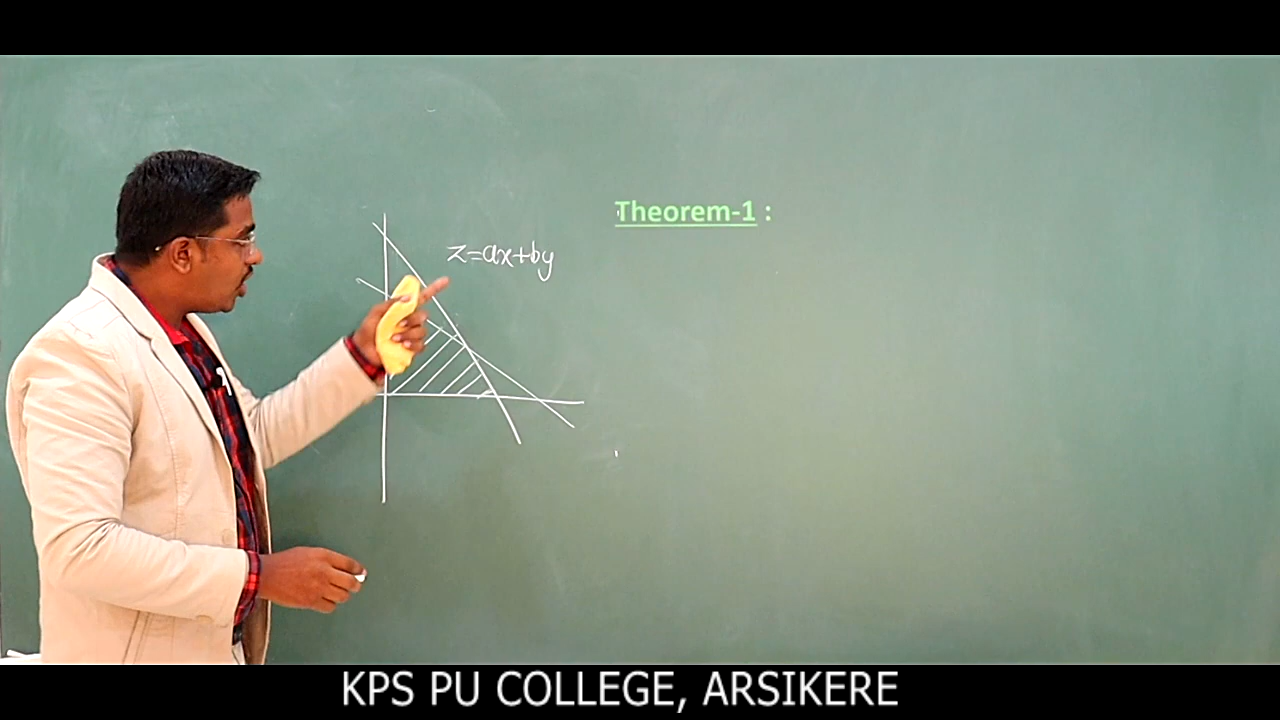 Theorem-1 :
z=ax+by
KPS PU COLLEGE, ARSIKERE